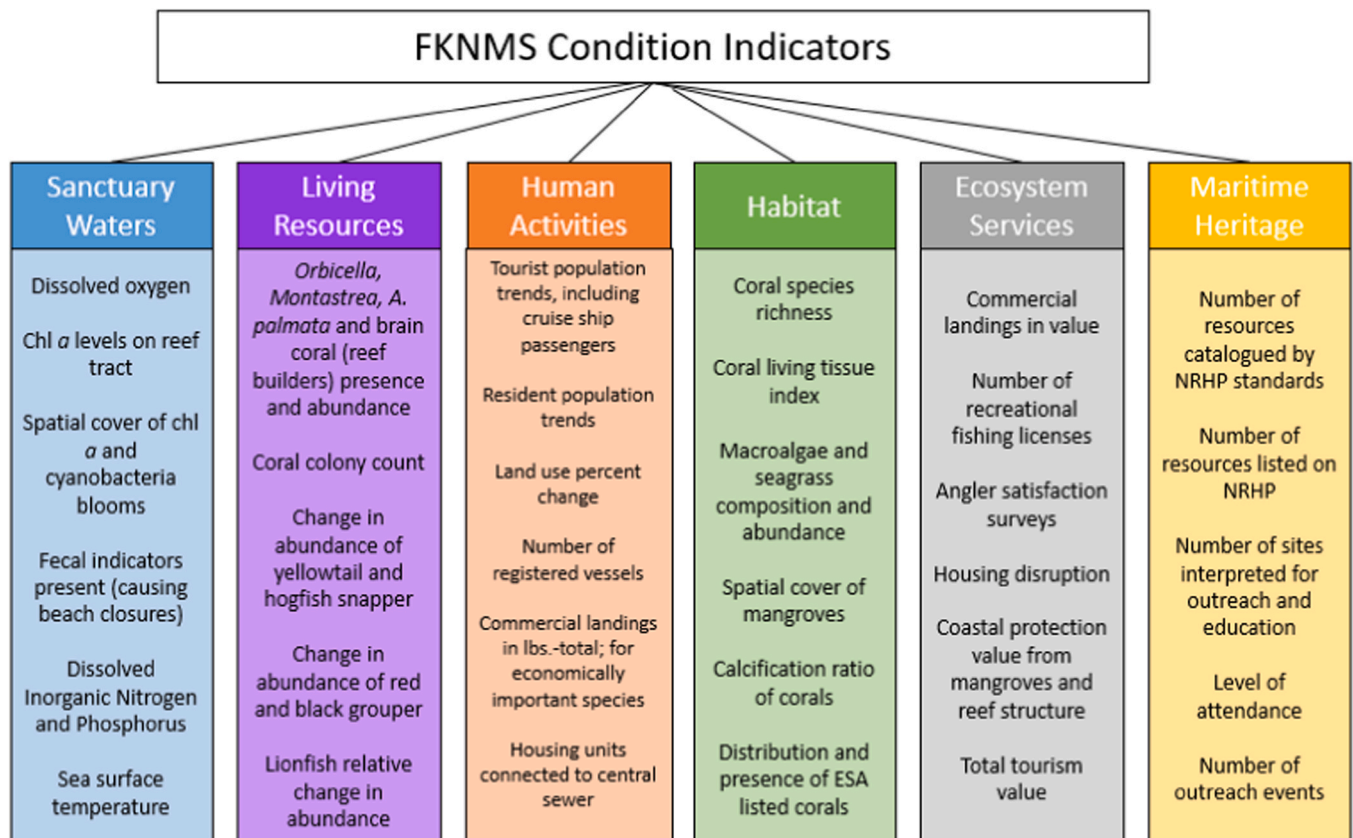 FKNMS Condition Indicators
Sanctuary
Waters
Dissolved oxygen
Chl a levels on reef
tract
Spatial cover of chl
a and
cyanobacteria
blooms
Fecal indicators
present (causing
beach closures)
Dissolved
Inorganic Nitrogen
and Phosphorus
Sea surface
temperature
Living
Resources
Orbicella,
Montastrea, A.
palmata and brain
coral (reef
builders) presence
and abundance
Coral colony count
Change in
abundance of
yellowtail and
hogfish snapper
Change in
abundance of red
and black grouper
Lionfish relative
change in
abundance
Human
Activities
Tourist population
trends, including
cruise ship
passengers
Resident population
trends
Land use percent
change
Number of
registered vessels
Commercial landings
in lbs.-total; for
economically
important species
Housing units
connected to central
sewer
Habitat
Coral species
richness
Coral living tissue
index
Macroalgae and
seagrass
composition and
abundance
Spatial cover of
mangroves
Calcification ratio
of corals
Distribution and
presence of ESA
listed corals
Ecosystem
Services
Commercial
landings in value
Number of
recreational
fishing licenses
Angler satisfaction
surveys
Housing disruption
Coastal protection
value from
mangroves and
reef structure
Total tourism
value
Maritime
Heritage
Number of
resources
catalogued by
NRHP standards
Number of
resources listed on
NRHP
Number of sites
interpreted for
outreach and
education
Level of
attendance
Number of
outreach events